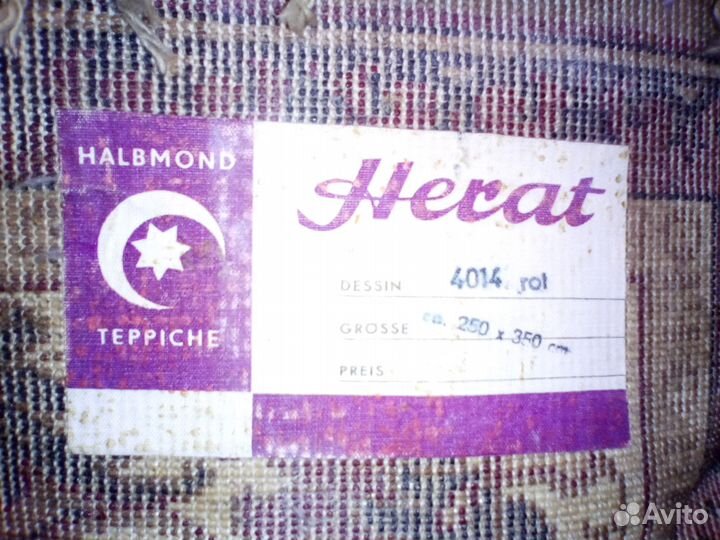 HALBMOND
TEPPICHE
Herat
DESSIN 4014. rot
GROSSE ca. 250 x 350 cm
PREIS
Avito